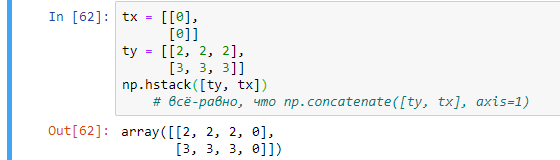 In [62]: tx = [[0],
[0]]
ty = [[2, 2, 2],
[3, 3, 3]]
np.hstack([ty, tx])
# всё-равно, что np.concatenate([ty, tx], axis=1)
Out[62]: array([[2, 2, 2, 0],
[3, 3, 3, 0]])